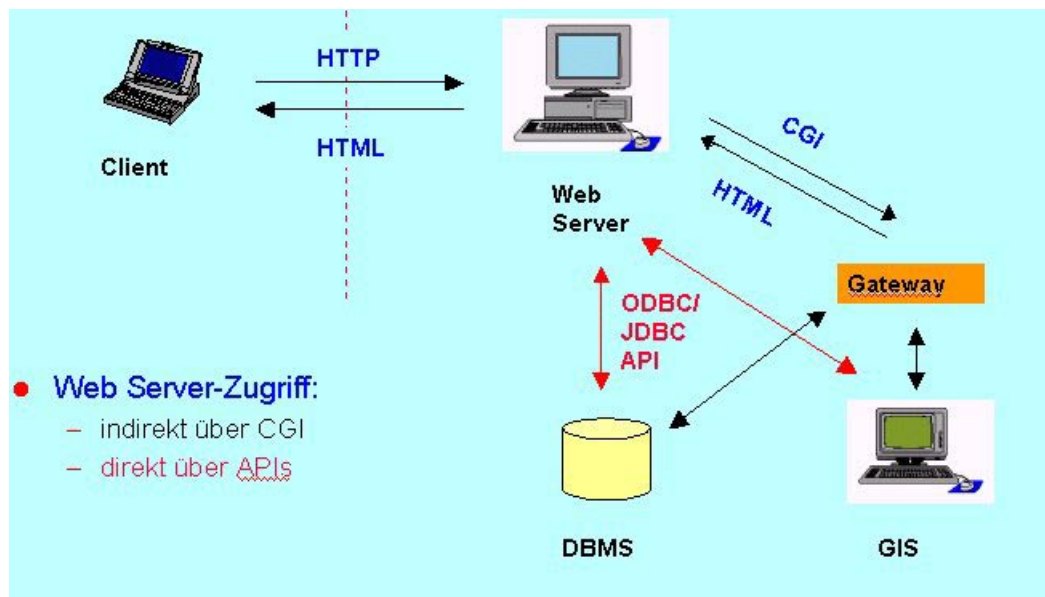 HTTP
HTML
Client
Web
Server
CGI
HTML
Gateway
ODBC/
JDBC
API
Web Server-Zugriff:
– indirekt über CGI
– direkt über APIs
DBMS
GIS